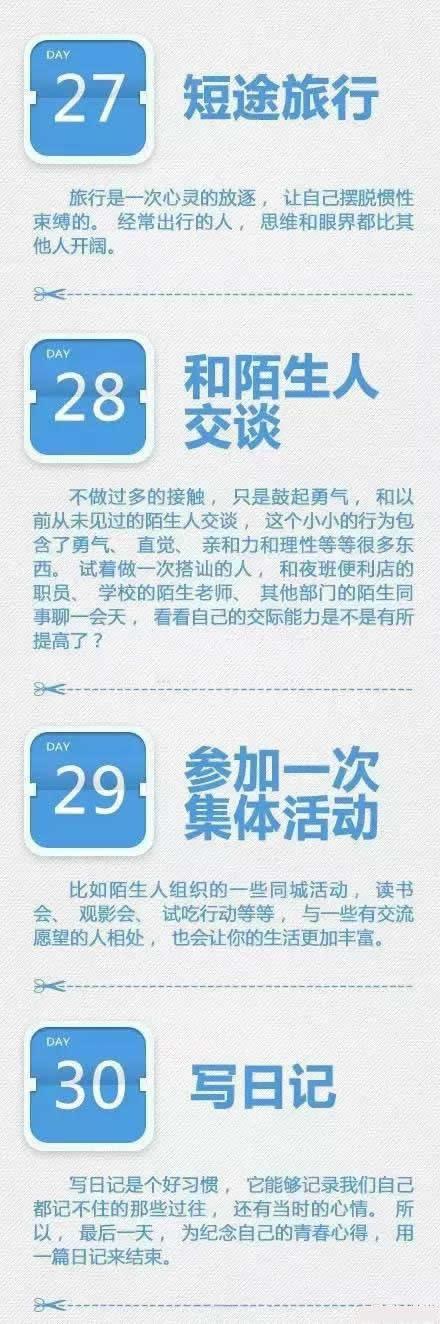 DAY
27
短途旅行
旅行是一次心灵的放逐，让自己摆脱惯性
束缚的。经常出行的人，思维和眼界都比其
他人开阔。
DAY
28
和陌生人
交谈
不做过多的接触，只是鼓起勇气，和以
前从未见过的陌生人交谈，这个小小的行为包
含了勇气、直觉、亲和力和理性等等很多东
西。试着做一次搭讪的人，和夜班便利店的
职员、学校的陌生老师、其他部门的陌生同
事聊一会天，看看自己的交际能力是不是有所
提高了？
DAY
29
参加一次
集体活动
比如陌生人组织的一些同城活动，读书
会、观影会、试吃行动等等，与一些有交流
愿望的人相处，也会让你的生活更加丰富。
DAY
30
写日记
写日记是个好习惯，它能够记录我们自己
都记不住的那些过往，还有当时的心情。所
以，最后一天，为纪念自己的青春心得，用
一篇日记来结束。